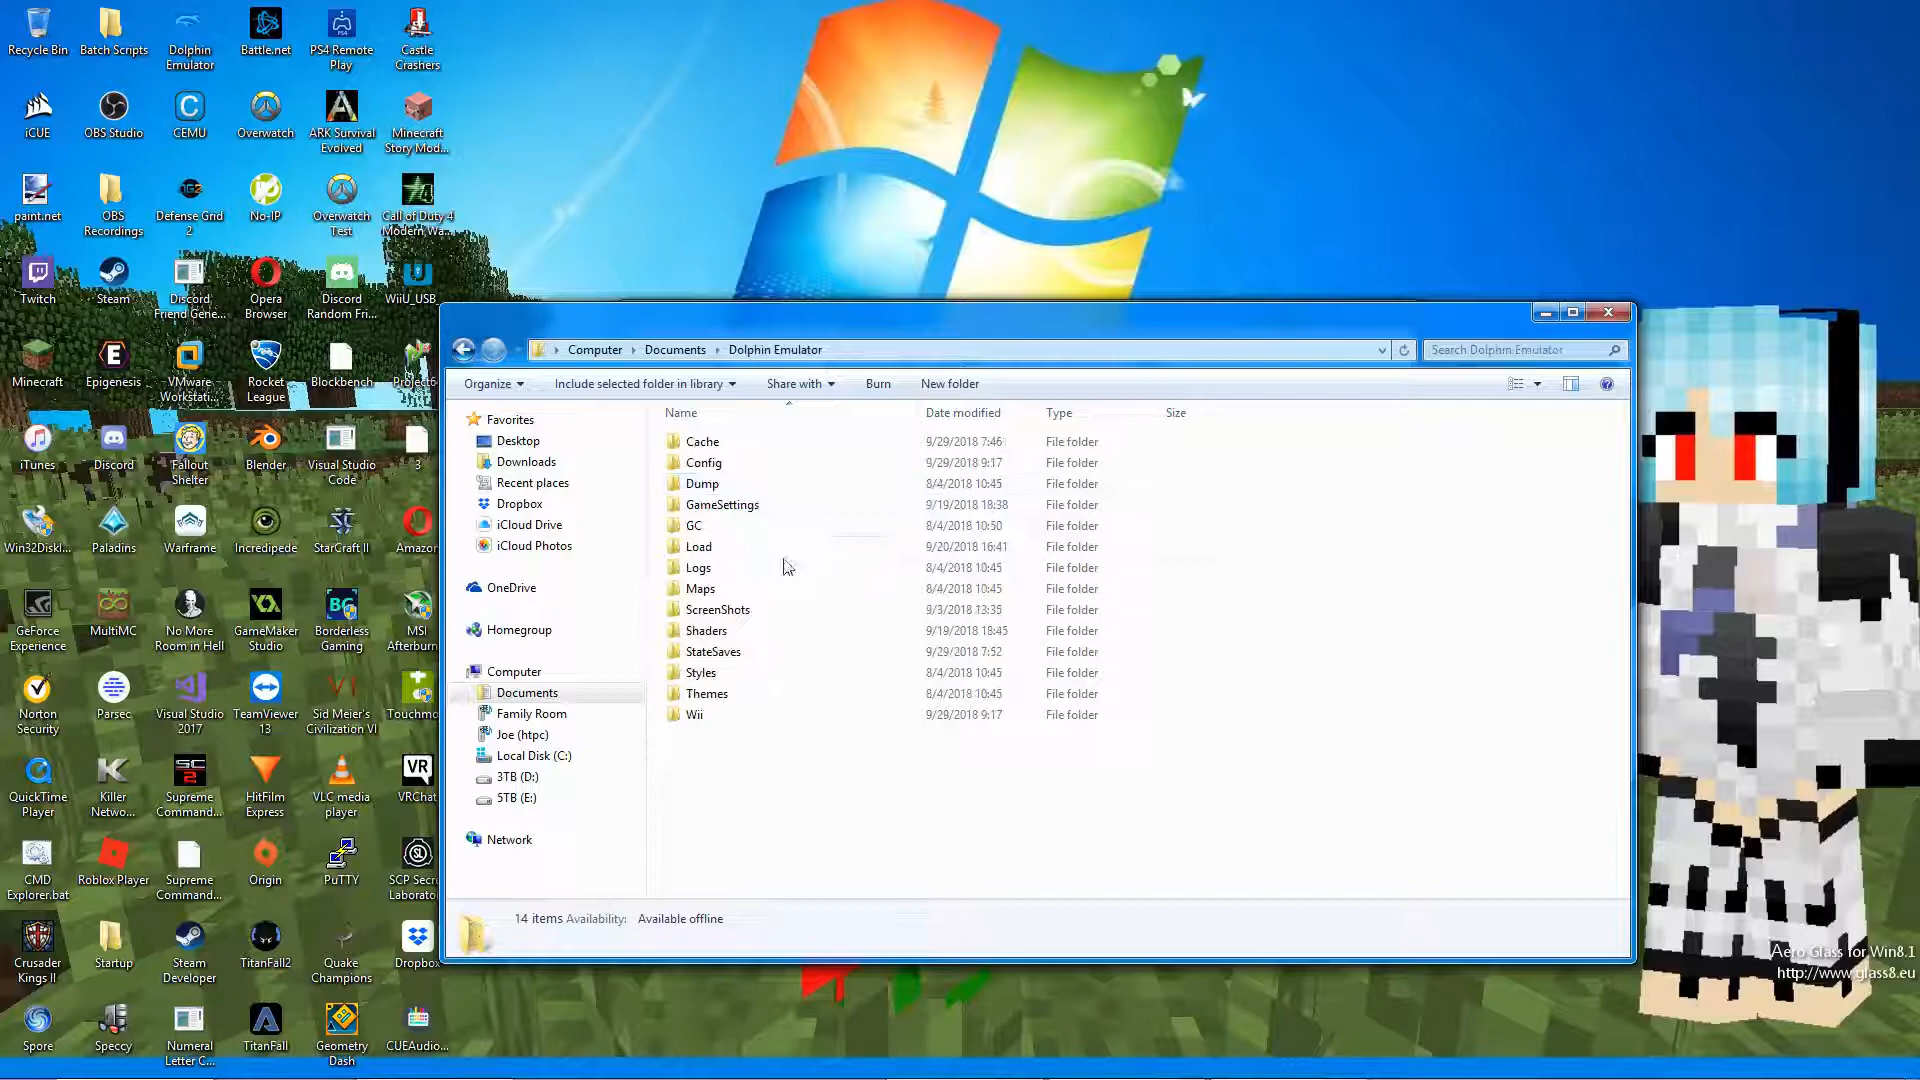 Recycle Bin
Batch Scripts
Dolphin
Emulator
Battle.net
PS4 Remote
Play
Castle
Crashers
iCUE
OBS Studio
CEMU
Overwatch
ARK Survival
Evolved
Minecraft
Story Mod...
paint.net
OBS
Recordings
Defense Grid
2
No-IP
Overwatch
Test
Call of Duty 4
Modern Wa...
Twitch
Steam
Discord
Friend Gene...
Opera
Browser
Discord
Random Fri...
WiiU_USB_
Minecraft
Epigenesis
VMware
Workstati...
Rocket
League
Blockbench
Project6
iTunes
Discord
Fallout
Shelter
Blender
Visual Studio
Code
3
Win32Diskl...
Paladins
Warframe
Incredipede
StarCraft II
Amazon
GeForce
Experience
MultiMC
No More
Room in Hell
GameMaker
Studio
Borderless
Gaming
MSI
Afterburn
Norton
Security
Parsec
Visual Studio
2017
TeamViewer
13
Sid Meier's
Civilization VI
Touchmo
QuickTime
Player
Killer
Netwo...
Supreme
Command...
HitFilm
Express
VLC media
player
VRChat
CMD
Explorer.bat
Roblox Player
Supreme
Command...
Origin
PuTTY
SCP Secre
Laborato
Crusader
Kings II
Startup
Steam
Developer
TitanFall2
Quake
Champions
Dropbox
Spore
Speccy
Numeral
Letter C...
TitanFall
Geometry
Dash
CUEAudio...
Computer
Documents
Dolphin Emulator
Search Dolphin Emulator
Organize
Include selected folder in library
Share with
Burn
New folder
Favorites
Desktop
Downloads
Recent places
Dropbox
iCloud Drive
iCloud Photos
OneDrive
Homegroup
Computer
Documents
Family Room
Joe (htpc)
Local Disk (C:)
3TB (D:)
5TB (E:)
Network
Name Date modified Type Size
Cache 9/29/2018 7:46 File folder
Config 9/29/2018 9:17 File folder
Dump 8/4/2018 10:45 File folder
GameSettings 9/19/2018 18:38 File folder
GC 8/4/2018 10:50 File folder
Load 9/20/2018 16:41 File folder
Logs 8/4/2018 10:45 File folder
Maps 8/4/2018 10:45 File folder
ScreenShots 9/3/2018 13:35 File folder
Shaders 9/19/2018 18:45 File folder
StateSaves 9/29/2018 7:52 File folder
Styles 8/4/2018 10:45 File folder
Themes 8/4/2018 10:45 File folder
Wii 9/29/2018 9:17 File folder
14 items Availability: Available offline
Aero Glass for Win8.1
http://www.glass8.eu